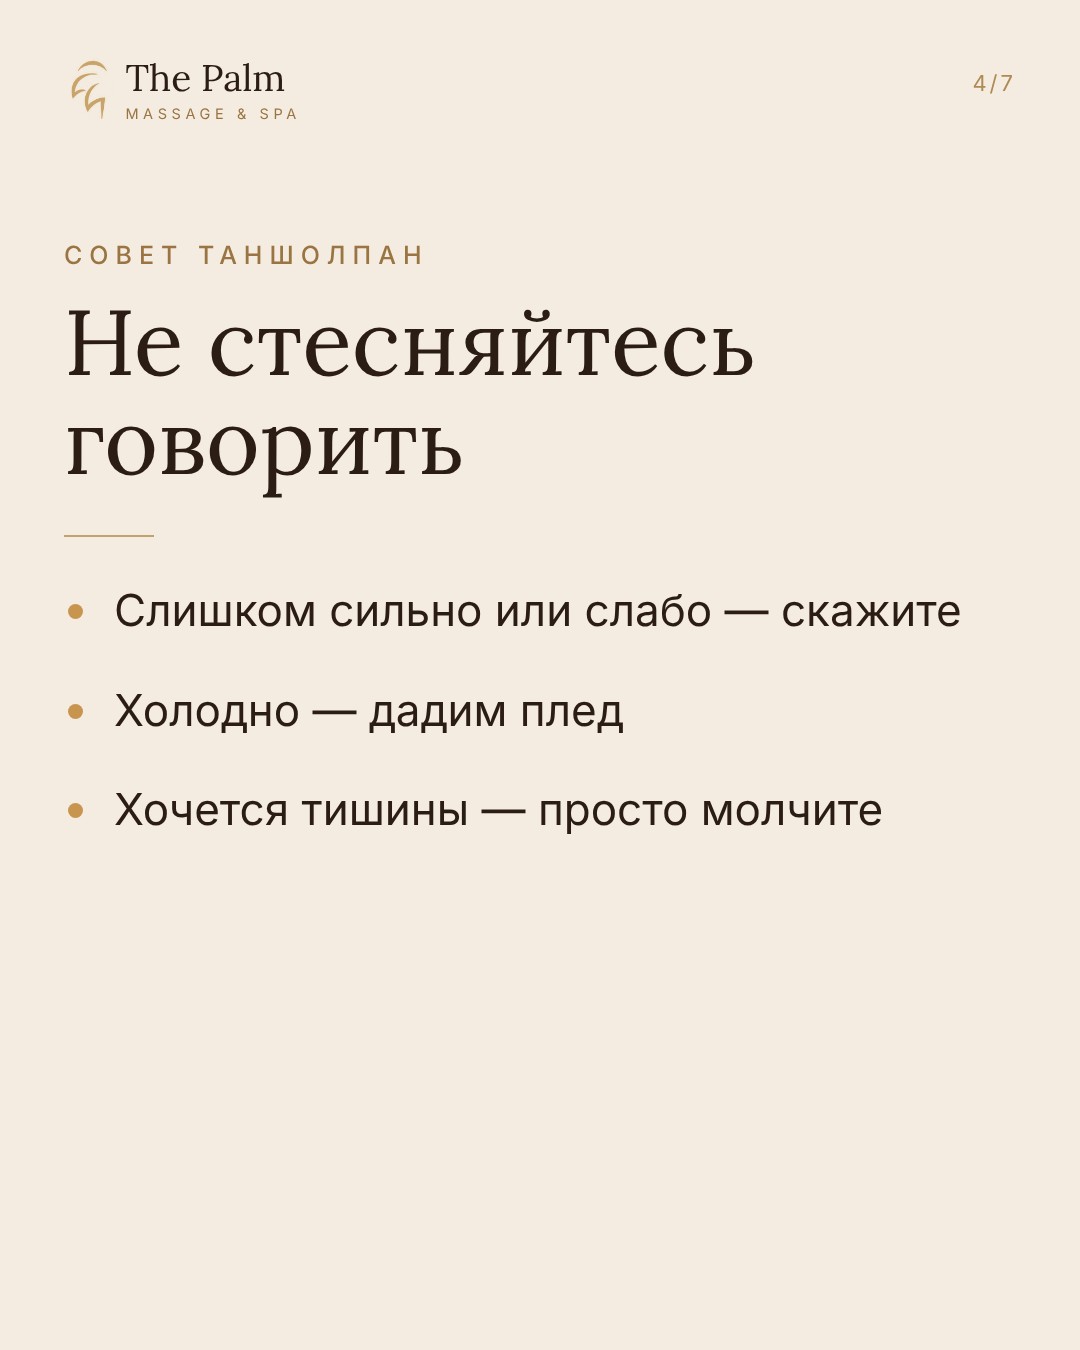 The Palm
MASSAGE & SPA
4/7
СОВЕТ ТАНШОЛПАН
Не стесняйтесь
говорить
• Слишком сильно или слабо — скажите
• Холодно — дадим плед
• Хочется тишины — просто молчите